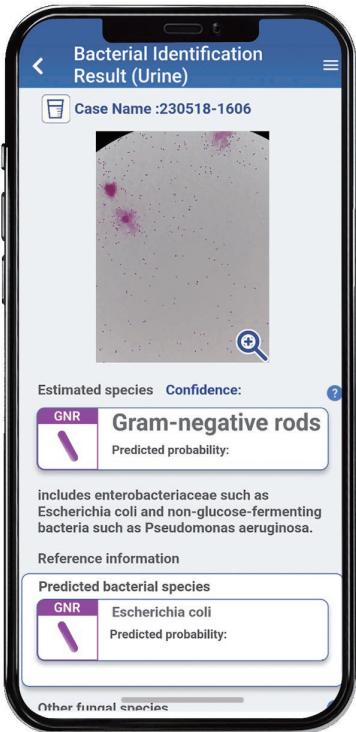 Bacterial Identification
Result (Urine)
Case Name :230518-1606
Estimated species Confidence:
?
GNR
Gram-negative rods
Predicted probability:
includes enterobacteriaceae such as
Escherichia coli and non-glucose-fermenting
bacteria such as Pseudomonas aeruginosa.
Reference information
Predicted bacterial species
GNR
Escherichia coli
Predicted probability:
Other fungal species